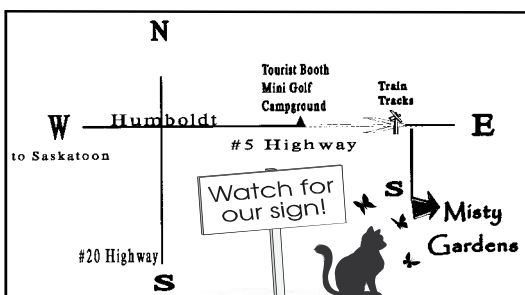 N
Tourist Booth
Mini Golf
Campground
Train
Tracks
Humboldt
W
E
to Saskatoon
#5 Highway
Watch for
our sign!
S
Misty
Gardens
#20 Highway
S